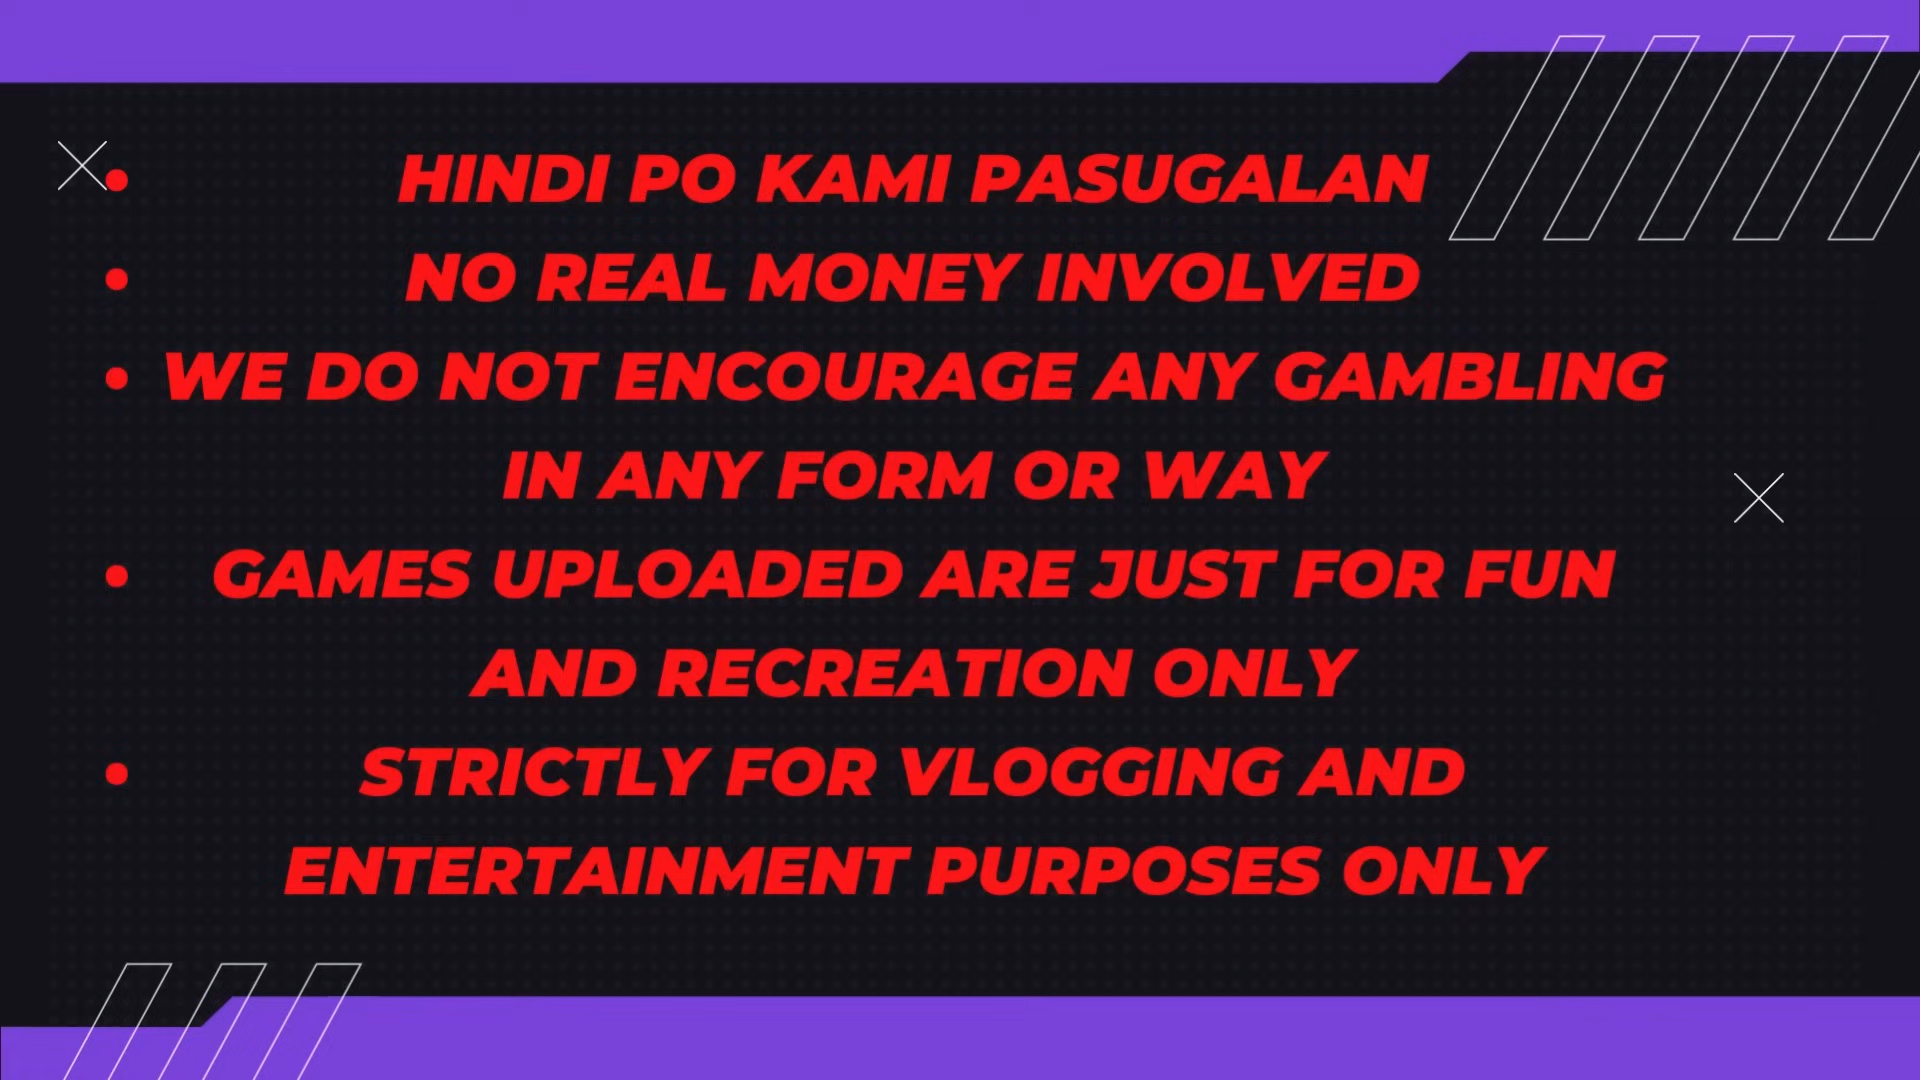 • HINDI PO KAMI PASUGALAN
• NO REAL MONEY INVOLVED
• WE DO NOT ENCOURAGE ANY GAMBLING
IN ANY FORM OR WAY
• GAMES UPLOADED ARE JUST FOR FUN
AND RECREATION ONLY
• STRICTLY FOR VLOGGING AND
ENTERTAINMENT PURPOSES ONLY